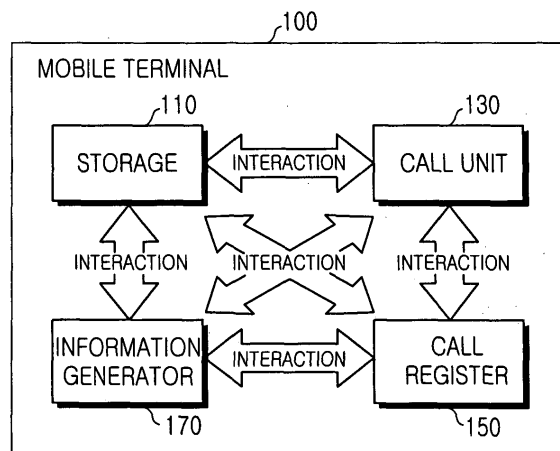 100
MOBILE TERMINAL
110
130
STORAGE
INTERACTION
CALL UNIT
INTERACTION
INTERACTION
INTERACTION
INFORMATION
GENERATOR
INTERACTION
CALL
REGISTER
170
150